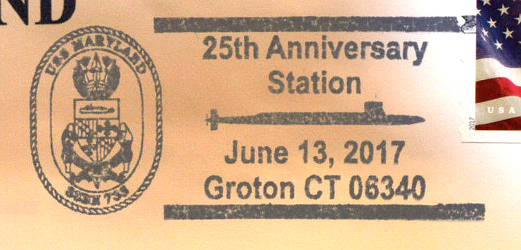 ND
USS MARYLAND
SSBN 738
25th Anniversary
Station
June 13, 2017
Groton CT 06340
USA
2017